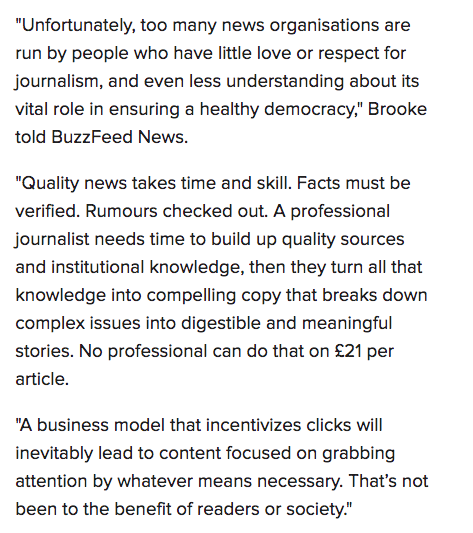 "Unfortunately, too many news organisations are
run by people who have little love or respect for
journalism, and even less understanding about its
vital role in ensuring a healthy democracy," Brooke
told BuzzFeed News.
"Quality news takes time and skill. Facts must be
verified. Rumours checked out. A professional
journalist needs time to build up quality sources
and institutional knowledge, then they turn all that
knowledge into compelling copy that breaks down
complex issues into digestible and meaningful
stories. No professional can do that on £21 per
article.
"A business model that incentivizes clicks will
inevitably lead to content focused on grabbing
attention by whatever means necessary. That’s not
been to the benefit of readers or society."